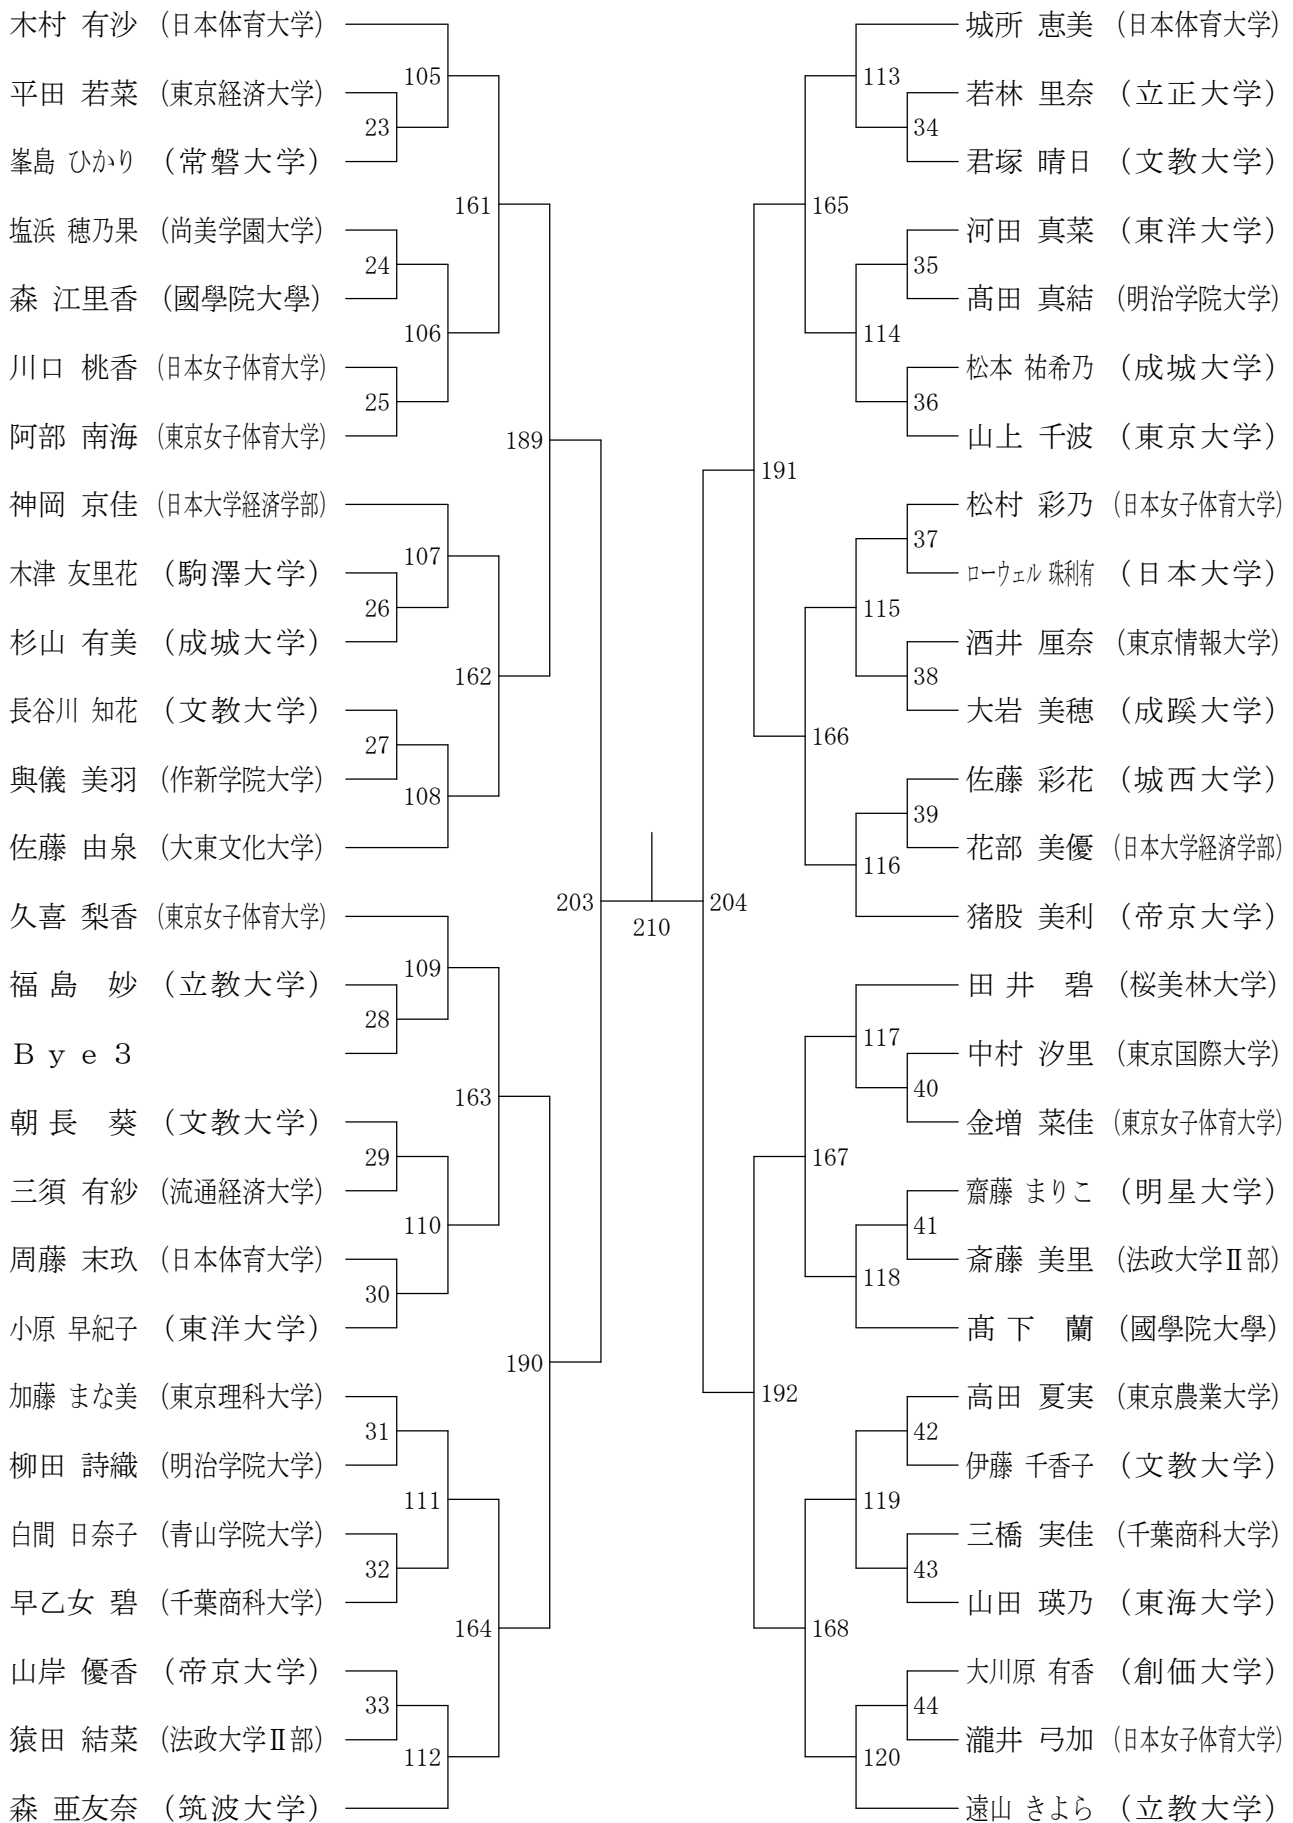 木村 有沙 (日本体育大学)
平田 若菜 (東京経済大学)
峯島 ひかり (常磐大学)
塩浜 穂乃果 (尚美学園大学)
森 江里香 (國學院大學)
川口 桃香 (日本女子体育大学)
阿部 南海 (東京女子体育大学)
神岡 京佳 (日本大学経済学部)
木津 友里花 (駒澤大学)
杉山 有美 (成城大学)
長谷川 知花 (文教大学)
與儀 美羽 (作新学院大学)
佐藤 由泉 (大東文化大学)
久喜 梨香 (東京女子体育大学)
福島 妙 (立教大学)
Bye3
朝長 葵 (文教大学)
三須 有紗 (流通経済大学)
周藤 末玖 (日本体育大学)
小原 早紀子 (東洋大学)
加藤 まな美 (東京理科大学)
柳田 詩織 (明治学院大学)
白間 日奈子 (青山学院大学)
早乙女 碧 (千葉商科大学)
山岸 優香 (帝京大学)
猿田 結菜 (法政大学Ⅱ部)
森 亜友奈 (筑波大学)
23
24
25
26
27
28
29
30
31
32
33
105
106
107
108
109
110
111
112
161
162
163
164
189
190
203
210
204
191
192
165
166
167
168
113
114
115
116
117
118
119
120
34
35
36
37
38
39
40
41
42
43
44
城所 恵美 (日本体育大学)
若林 里奈 (立正大学)
君塚 晴日 (文教大学)
河田 真菜 (東洋大学)
髙田 真結 (明治学院大学)
松本 祐希乃 (成城大学)
山上 千波 (東京大学)
松村 彩乃 (日本女子体育大学)
ローウェル 珠利有 (日本大学)
酒井 厘奈 (東京情報大学)
大岩 美穂 (成蹊大学)
佐藤 彩花 (城西大学)
花部 美優 (日本大学経済学部)
猪股 美利 (帝京大学)
田井 碧 (桜美林大学)
中村 汐里 (東京国際大学)
金増 菜佳 (東京女子体育大学)
齋藤 まりこ (明星大学)
斎藤 美里 (法政大学Ⅱ部)
髙下 蘭 (國學院大學)
高田 夏実 (東京農業大学)
伊藤 千香子 (文教大学)
三橋 実佳 (千葉商科大学)
山田 瑛乃 (東海大学)
大川原 有香 (創価大学)
瀧井 弓加 (日本女子体育大学)
遠山 きよら (立教大学)